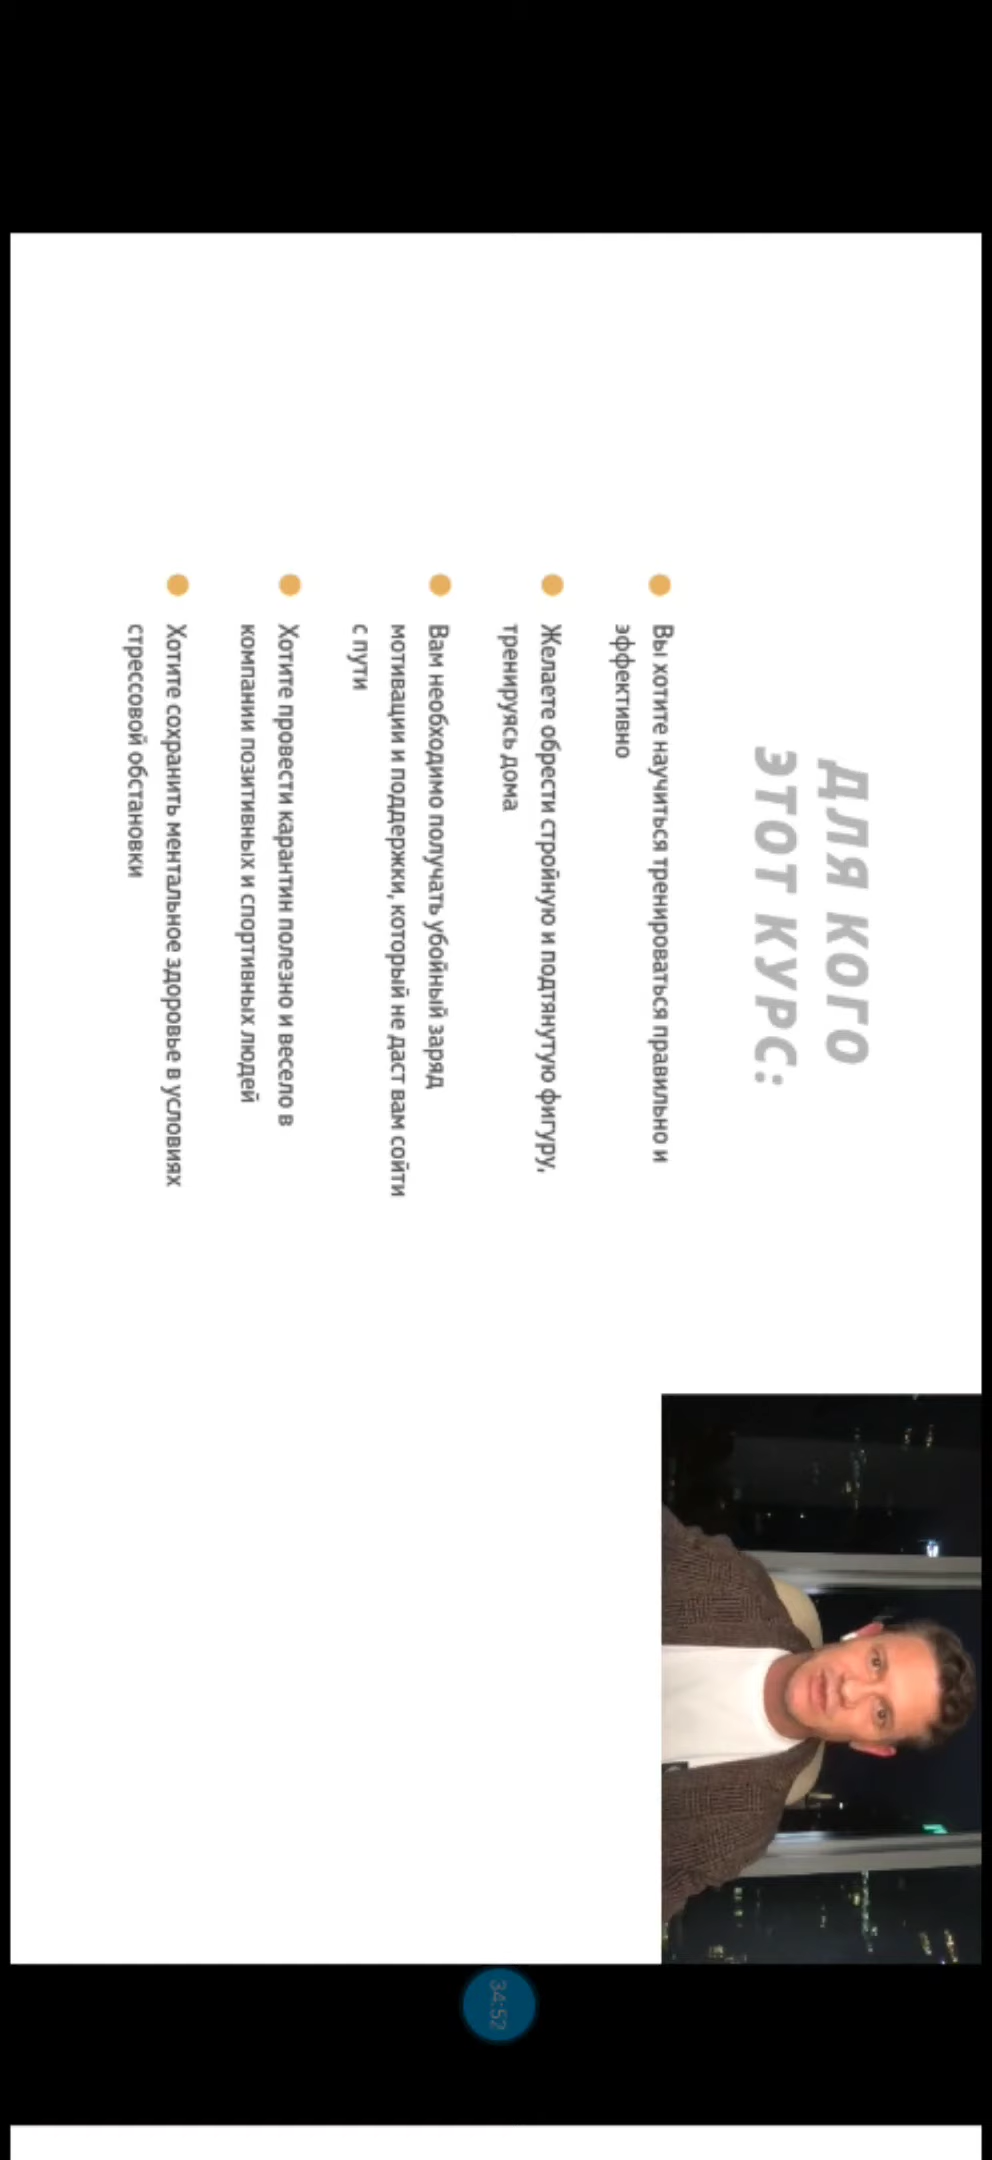 ДЛЯ КОГО
ЭТОТ КУРС:
Вы хотите научиться тренироваться правильно и
эффективно
Желаете обрести стройную и подтянутую фигуру,
тренируясь дома
Вам необходимо получать убойный заряд
мотивации и поддержки, который не даст вам сойти
с пути
Хотите провести карантин полезно и весело в
компании позитивных и спортивных людей
Хотите сохранить ментальное здоровье в условиях
стрессовой обстановки
34:52